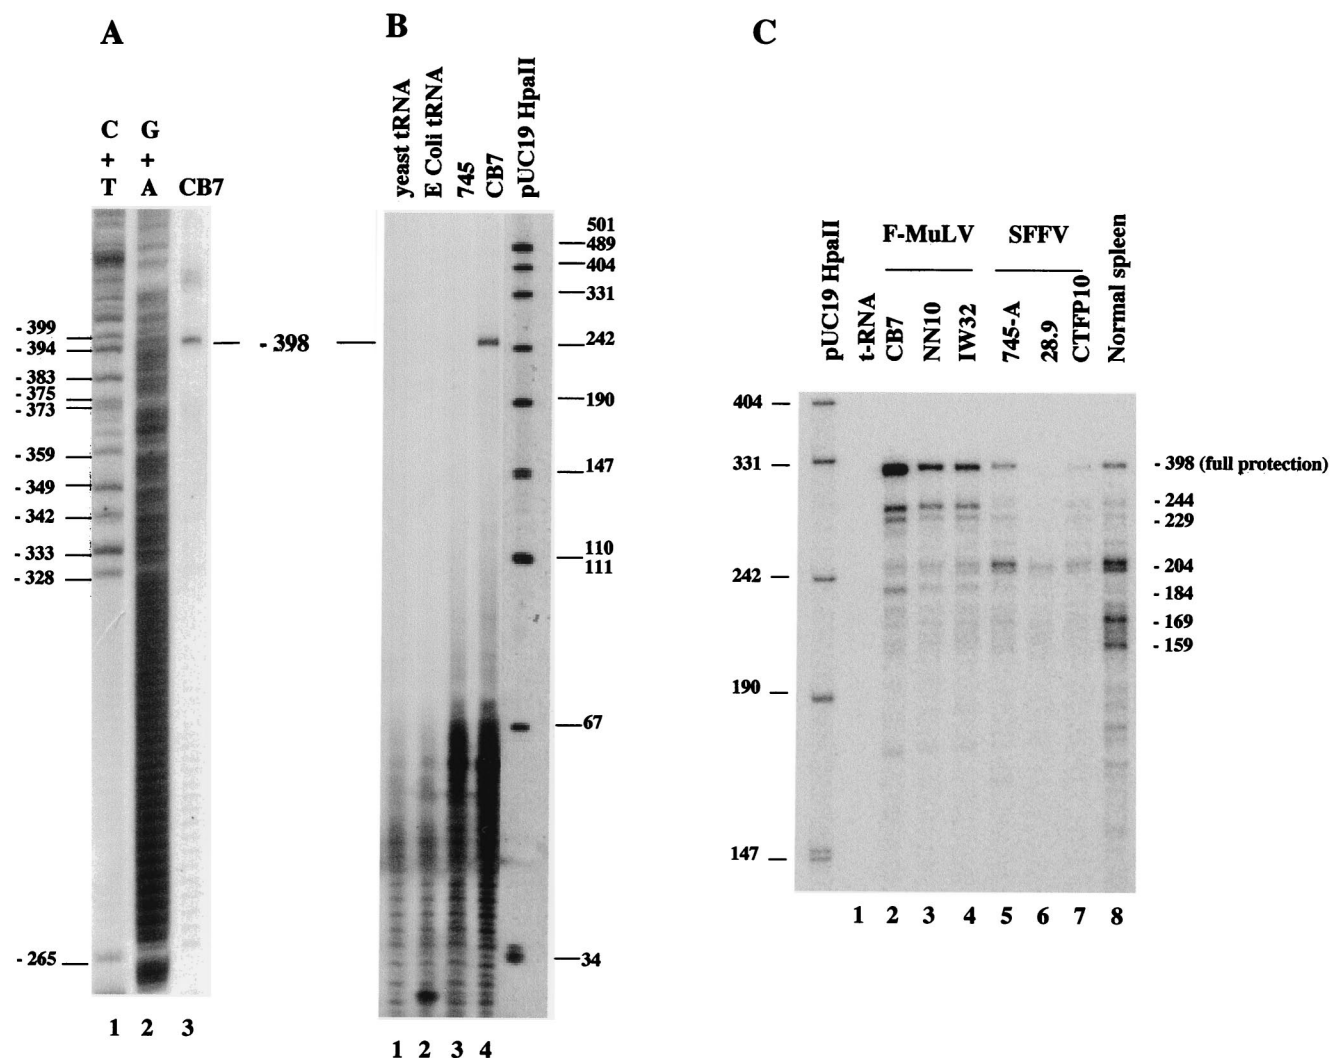 A
C
+
T
G
+
A
CB7
- 399
- 394
- 383
- 375
- 373
- 359
- 349
- 342
- 333
- 328
- 265
1
2
3
- 398
B
yeast tRNA
E Coli tRNA
745
CB7
pUC19 HpaII
501
489
404
331
242
190
147
110
111
67
34
1
2
3
4
C
F-MuLV
SFFV
pUC19 HpaII
t-RNA
CB7
NN10
IW32
745-A
28.9
CTFP10
Normal spleen
404
331
242
190
147
- 398 (full protection)
- 244
- 229
- 204
- 184
- 169
- 159
1
2
3
4
5
6
7
8